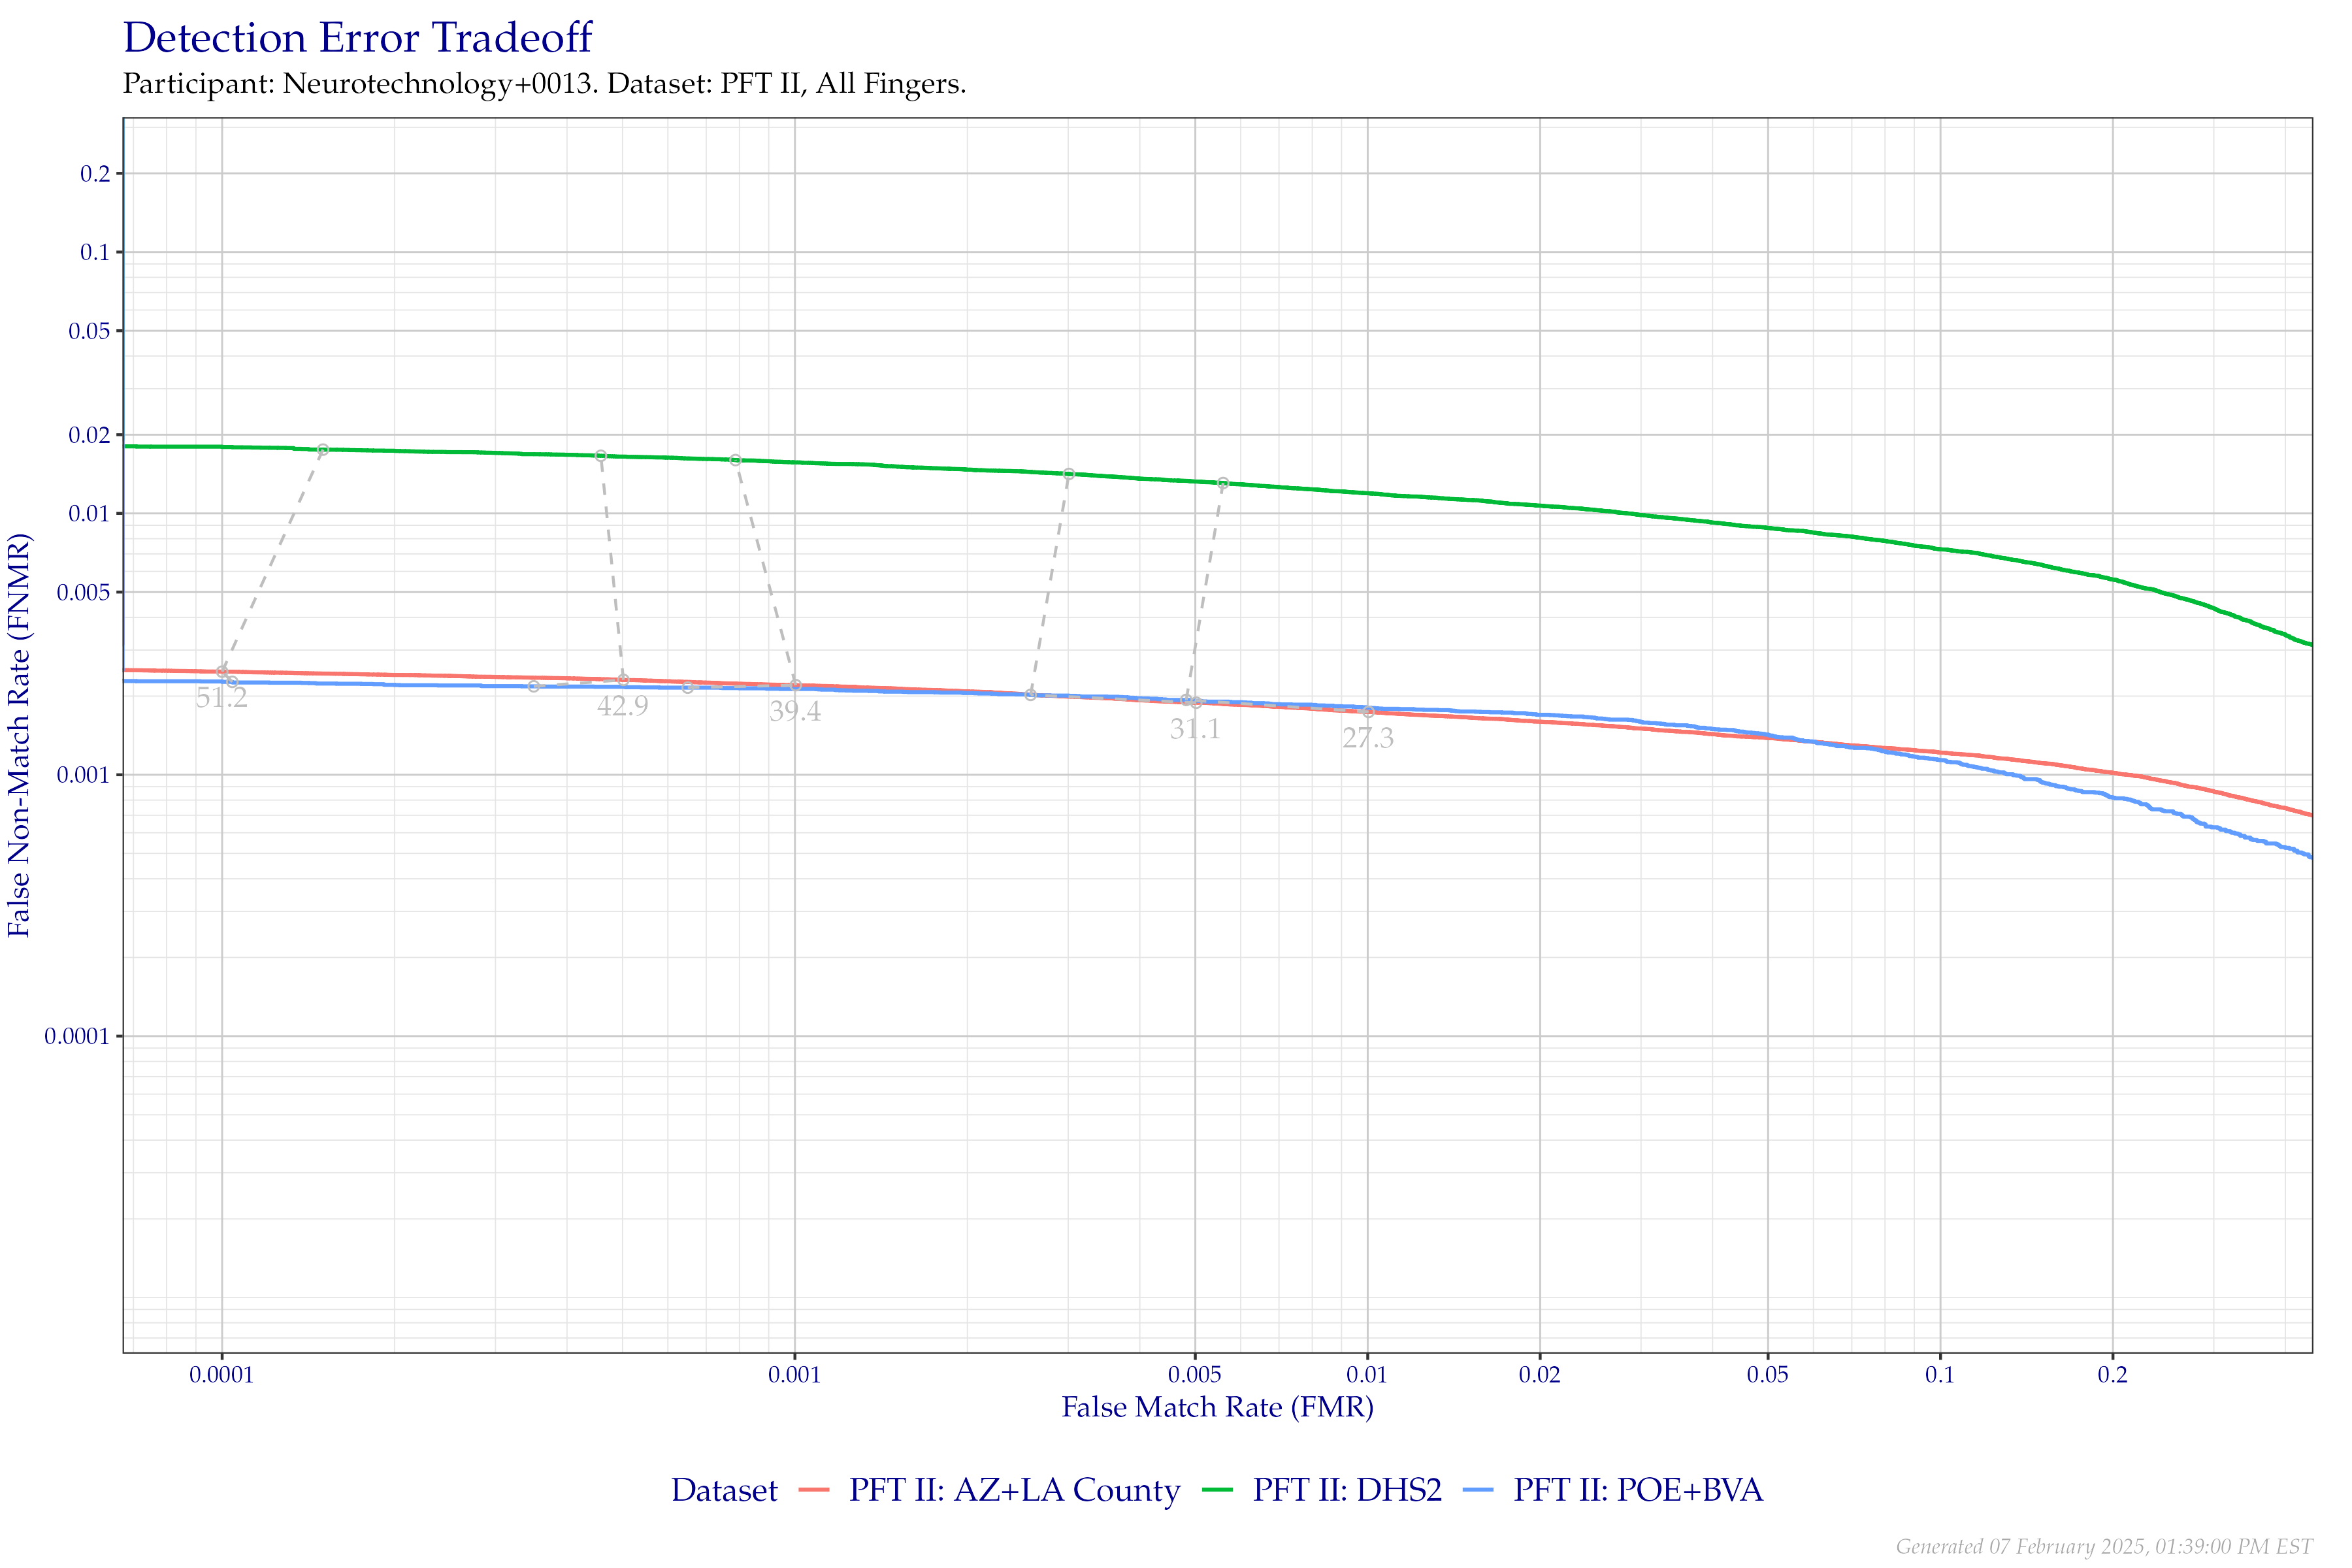 Detection Error Tradeoff
Participant: Neurotechnology+0013. Dataset: PFT II, All Fingers.
False Non-Match Rate (FNMR)
0.2
0.1
0.05
0.02
0.01
0.005
0.001
0.0001
51.2
42.9
39.4
31.1
27.3
0.0001 0.001 0.005 0.01 0.02 0.05 0.1 0.2
False Match Rate (FMR)
Dataset PFT II: AZ+LA County PFT II: DHS2 PFT II: POE+BVA
Generated 07 February 2025, 01:39:00 PM EST